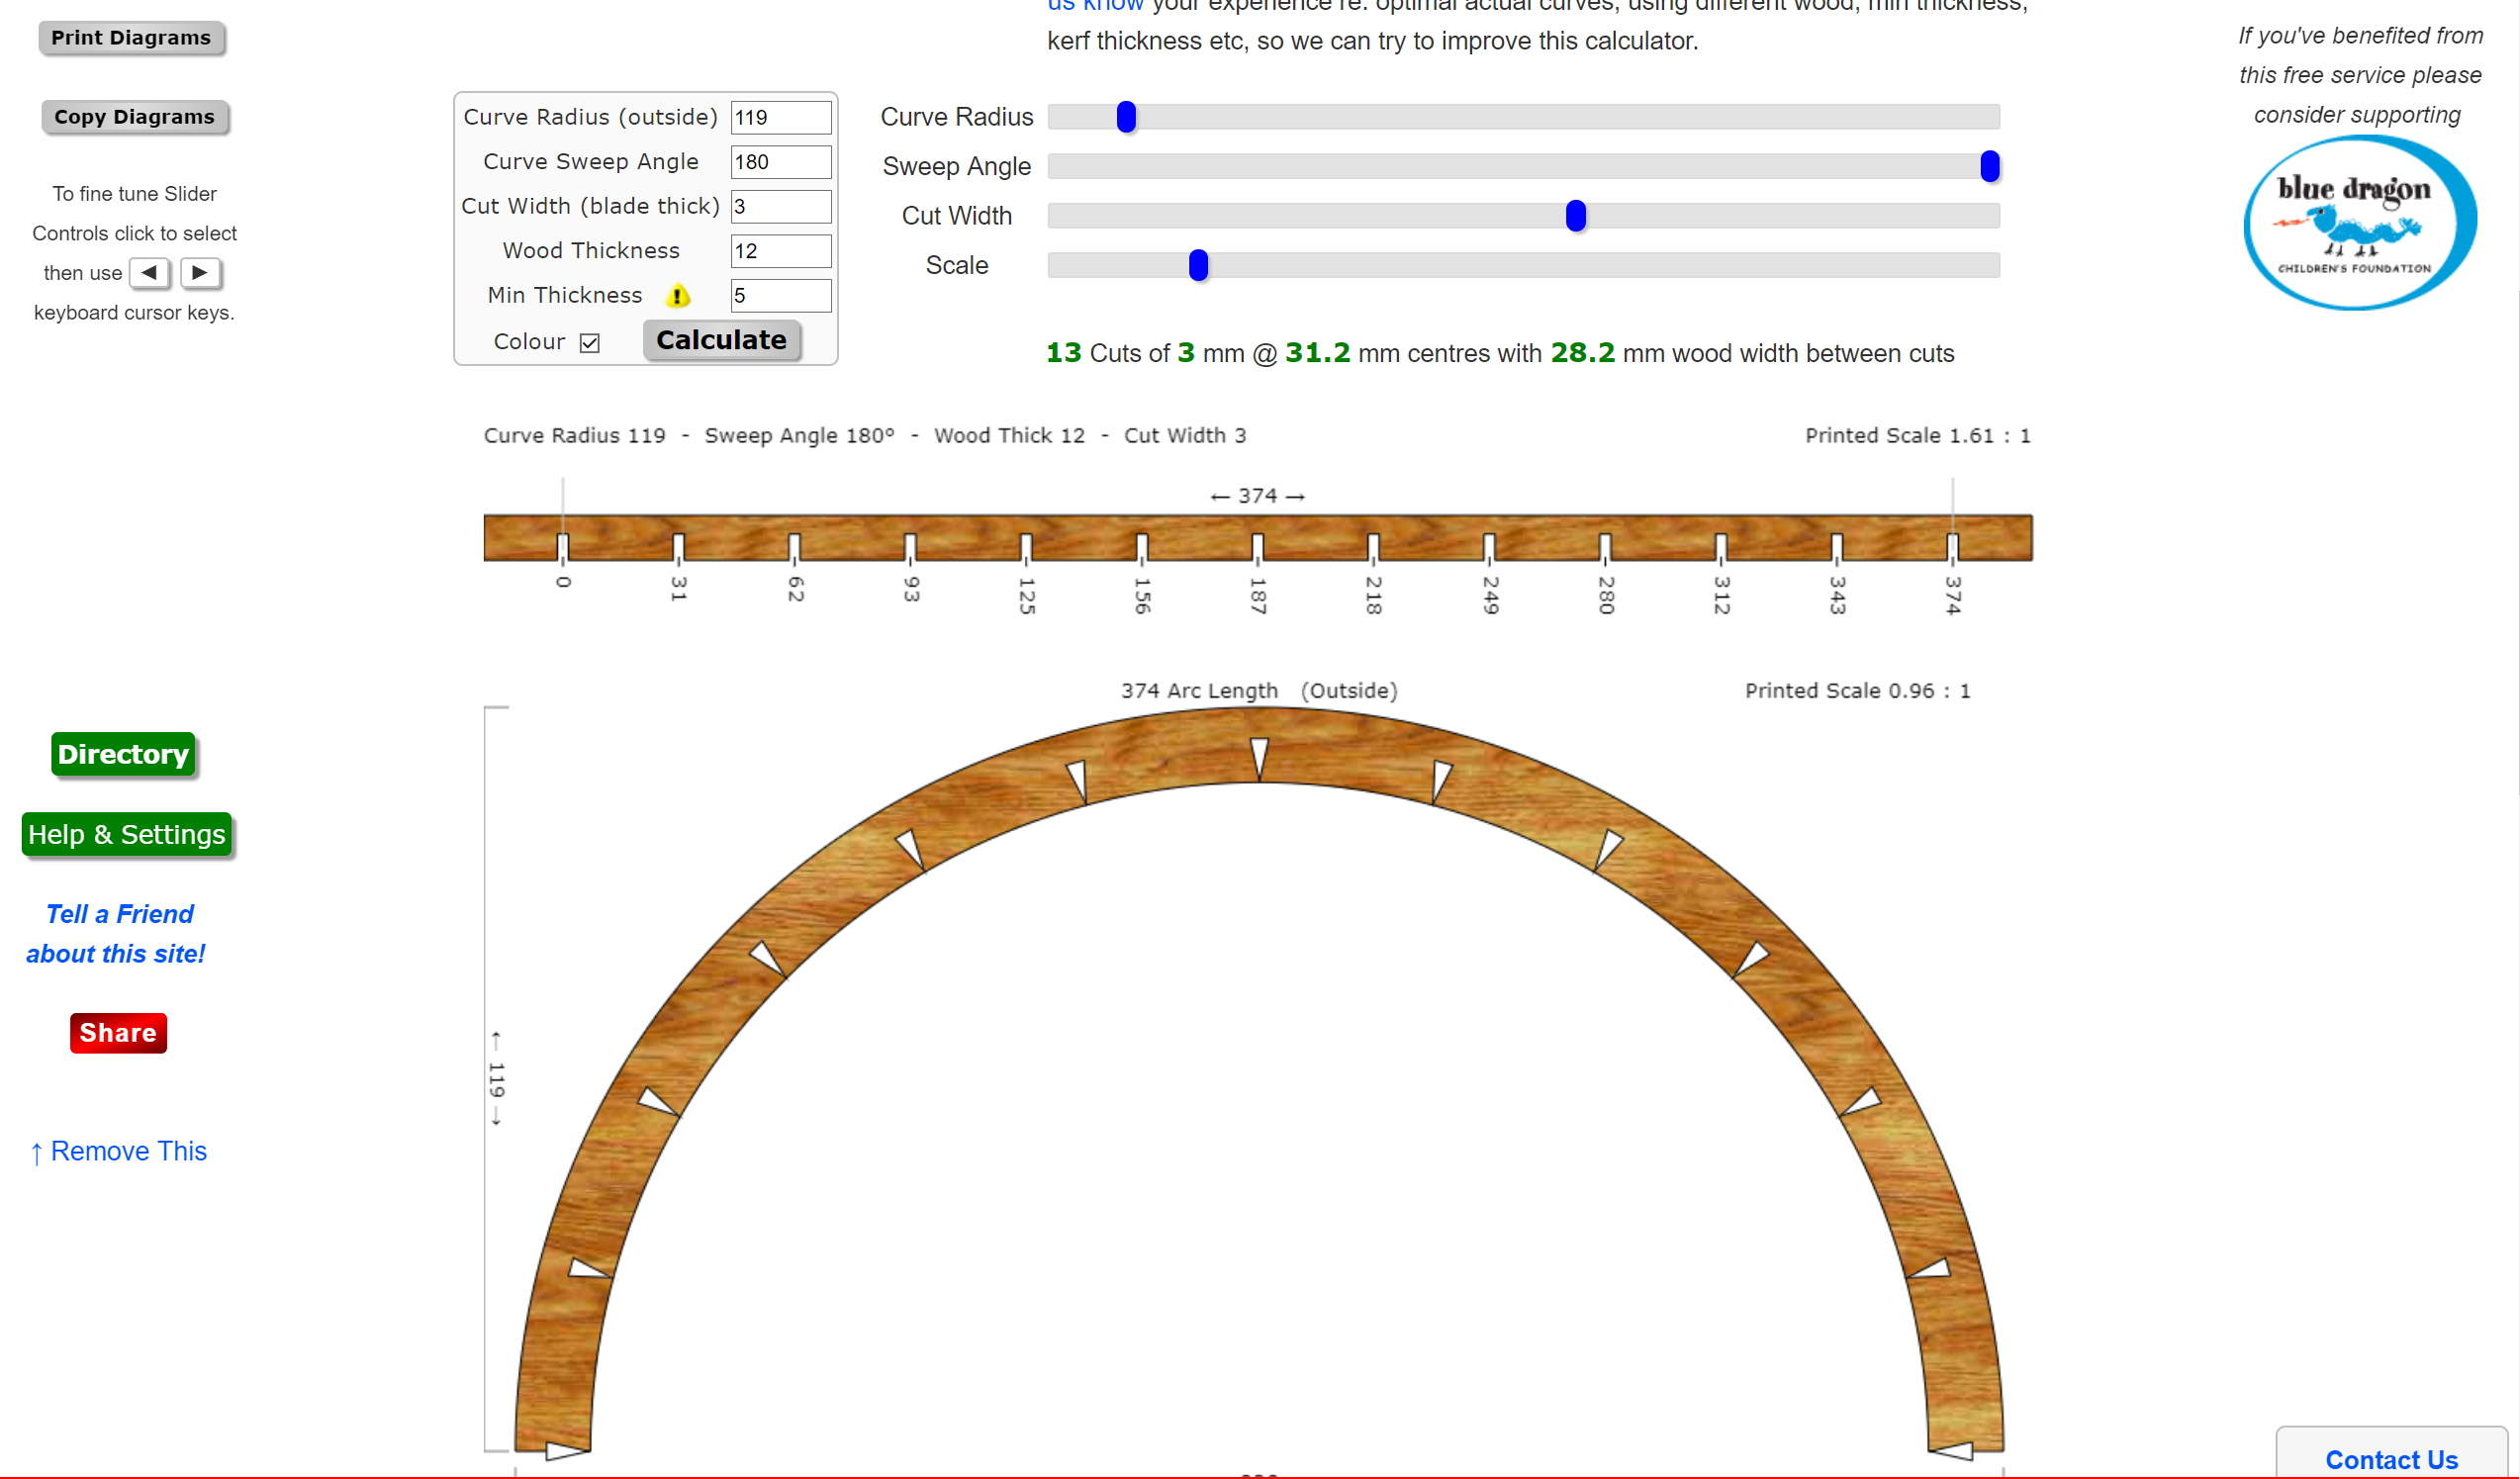 Print Diagrams
Copy Diagrams
To fine tune Slider
Controls click to select
then use ◄ ►
keyboard cursor keys.
Directory
Help & Settings
Tell a Friend
about this site!
Share
↑ Remove This
us know your experience re. optimal actual curves, using different wood, min thickness,
kerf thickness etc, so we can try to improve this calculator.
Curve Radius (outside) 119
Curve Sweep Angle 180
Cut Width (blade thick) 3
Wood Thickness 12
Min Thickness 5
Colour
Calculate
Curve Radius
Sweep Angle
Cut Width
Scale
13 Cuts of 3 mm @ 31.2 mm centres with 28.2 mm wood width between cuts
Curve Radius 119 - Sweep Angle 180° - Wood Thick 12 - Cut Width 3
Printed Scale 1.61 : 1
← 374 →
0 31 62 93 125 156 187 218 249 280 312 343 374
374 Arc Length (Outside)
Printed Scale 0.96 : 1
← 119 →
If you've benefited from
this free service please
consider supporting
blue dragon
CHILDREN'S FOUNDATION
Contact Us